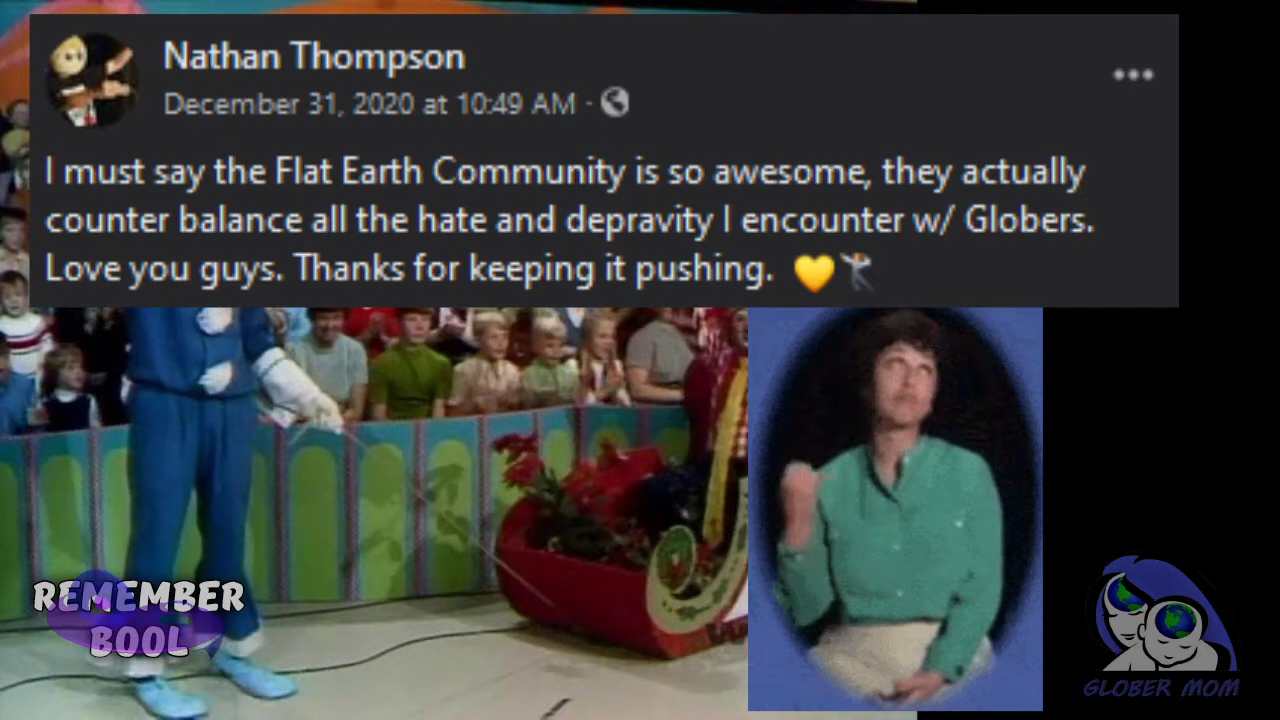 Nathan Thompson
December 31, 2020 at 10:49 AM ·
I must say the Flat Earth Community is so awesome, they actually
counter balance all the hate and depravity I encounter w/ Globers.
Love you guys. Thanks for keeping it pushing. 💛
REMEMBER
BOOL
GLOBER MOM